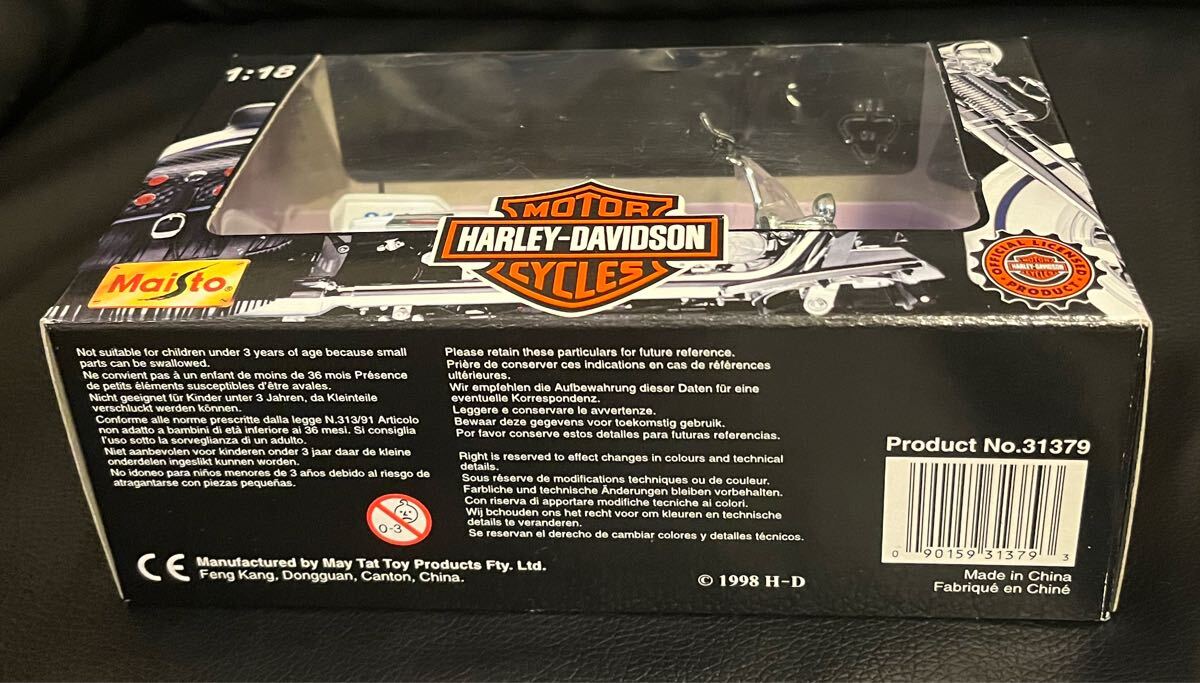 1:18
MOTOR
HARLEY-DAVIDSON
CYCLES
Maisto®
OFFICIAL LICENSED
MOTOR
HARLEY-DAVIDSON
CYCLES
PRODUCT
Not suitable for children under 3 years of age because small
parts can be swallowed.
Ne convient pas à un enfant de moins de 36 mois Présence
de petits éléments susceptibles d'être avales.
Nicht geeignet für Kinder unter 3 Jahren, da Kleinteile
verschluckt werden können.
Conforme alle norme prescritte dalla legge N.313/91 Articolo
non adatto a bambini di età inferiore ai 36 mesi. Si consiglia
l'uso sotto la sorveglianza di un adulto.
Niet aanbevolen voor kinderen onder 3 jaar daar de kleine
onderdelen ingeslikt kunnen worden.
No idoneo para niños menores de 3 años debido al riesgo de
atragantarse con piezas pequeñas.
0-3
CE Manufactured by May Tat Toy Products Fty. Ltd.
Feng Kang, Dongguan, Canton, China.
Please retain these particulars for future reference.
Prière de conserver ces indications en cas de références
ultérieures.
Wir empfehlen die Aufbewahrung dieser Daten für eine
eventuelle Korrespondenz.
Leggere e conservare le avvertenze.
Bewaar deze gegevens voor toekomstig gebruik.
Por favor conserve estos detalles para futuras referencias.
Right is reserved to effect changes in colours and technical
details.
Sous réserve de modifications techniques ou de couleur.
Farbliche und technische Änderungen bleiben vorbehalten.
Con riserva di apportare modifiche tecniche ai colori.
Wij bchouden ons het recht voor om kleuren en technische
details te veranderen.
Se reservan el derecho de cambiar colores y detalles técnicos.
© 1998 H-D
Product No.31379
0 90159 31379 3
Made in China
Fabriqué en Chiné